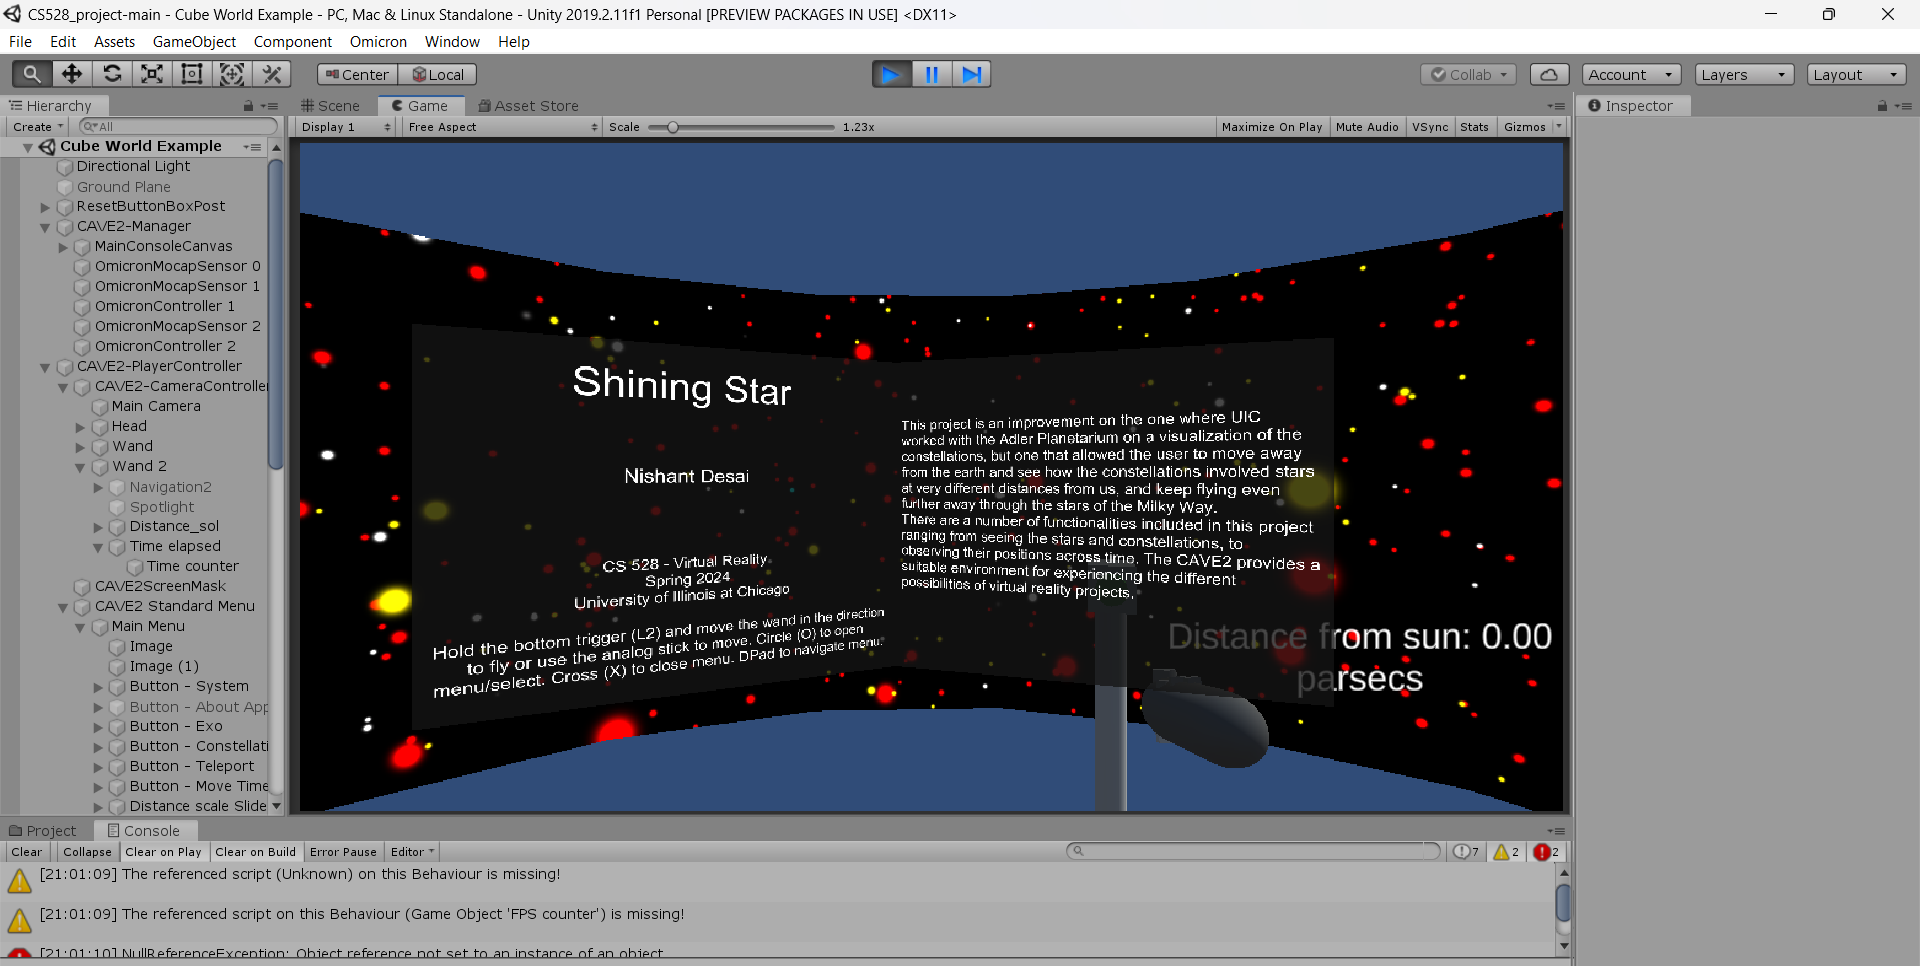 CS528_project-main - Cube World Example - PC, Mac & Linux Standalone - Unity 2019.2.11f1 Personal [PREVIEW PACKAGES IN USE] <DX11>
File Edit Assets GameObject Component Omicron Window Help
Center Local Collab Account Layers Layout
Hierarchy
Scene Game Asset Store
Inspector
Create All
Display 1 Free Aspect Scale 1.23x Maximize On Play Mute Audio VSync Stats Gizmos
Cube World Example
Directional Light
Ground Plane
ResetButtonBoxPost
CAVE2-Manager
MainConsoleCanvas
OmicronMocapSensor 0
OmicronMocapSensor 1
OmicronController 1
OmicronMocapSensor 2
OmicronController 2
CAVE2-PlayerController
CAVE2-CameraController
Main Camera
Head
Wand
Wand 2
Navigation2
Spotlight
Distance_sol
Time elapsed
Time counter
CAVE2ScreenMask
CAVE2 Standard Menu
Main Menu
Image
Image (1)
Button - System
Button - About App
Button - Exo
Button - Constellati
Button - Teleport
Button - Move Time
Distance scale Slide
Shining Star
Nishant Desai
CS 528 - Virtual Reality
Spring 2024
University of Illinois at Chicago
Hold the bottom trigger (L2) and move the wand in the direction
to fly or use the analog stick to move. Circle (O) to open
menu/select. Cross (X) to close menu. DPad to navigate menu.
This project is an improvement on the one where UIC
worked with the Adler Planetarium on a visualization of the
constellations, but one that allowed the user to move away
from the earth and see how the constellations involved stars
at very different distances from us, and keep flying even
further away through the stars of the Milky Way.
There are a number of functionalities included in this project
ranging from seeing the stars and constellations, to
observing their positions across time. The CAVE2 provides a
suitable environment for experiencing the different
possibilities of virtual reality projects.
Distance from sun: 0.00
parsecs
Project Console
Clear Collapse Clear on Play Clear on Build Error Pause Editor 7 2 2
[21:01:09] The referenced script (Unknown) on this Behaviour is missing!
[21:01:09] The referenced script on this Behaviour (Game Object 'FPS counter') is missing!
[21:01:10] NullReferenceException: Object reference not set to an instance of an object